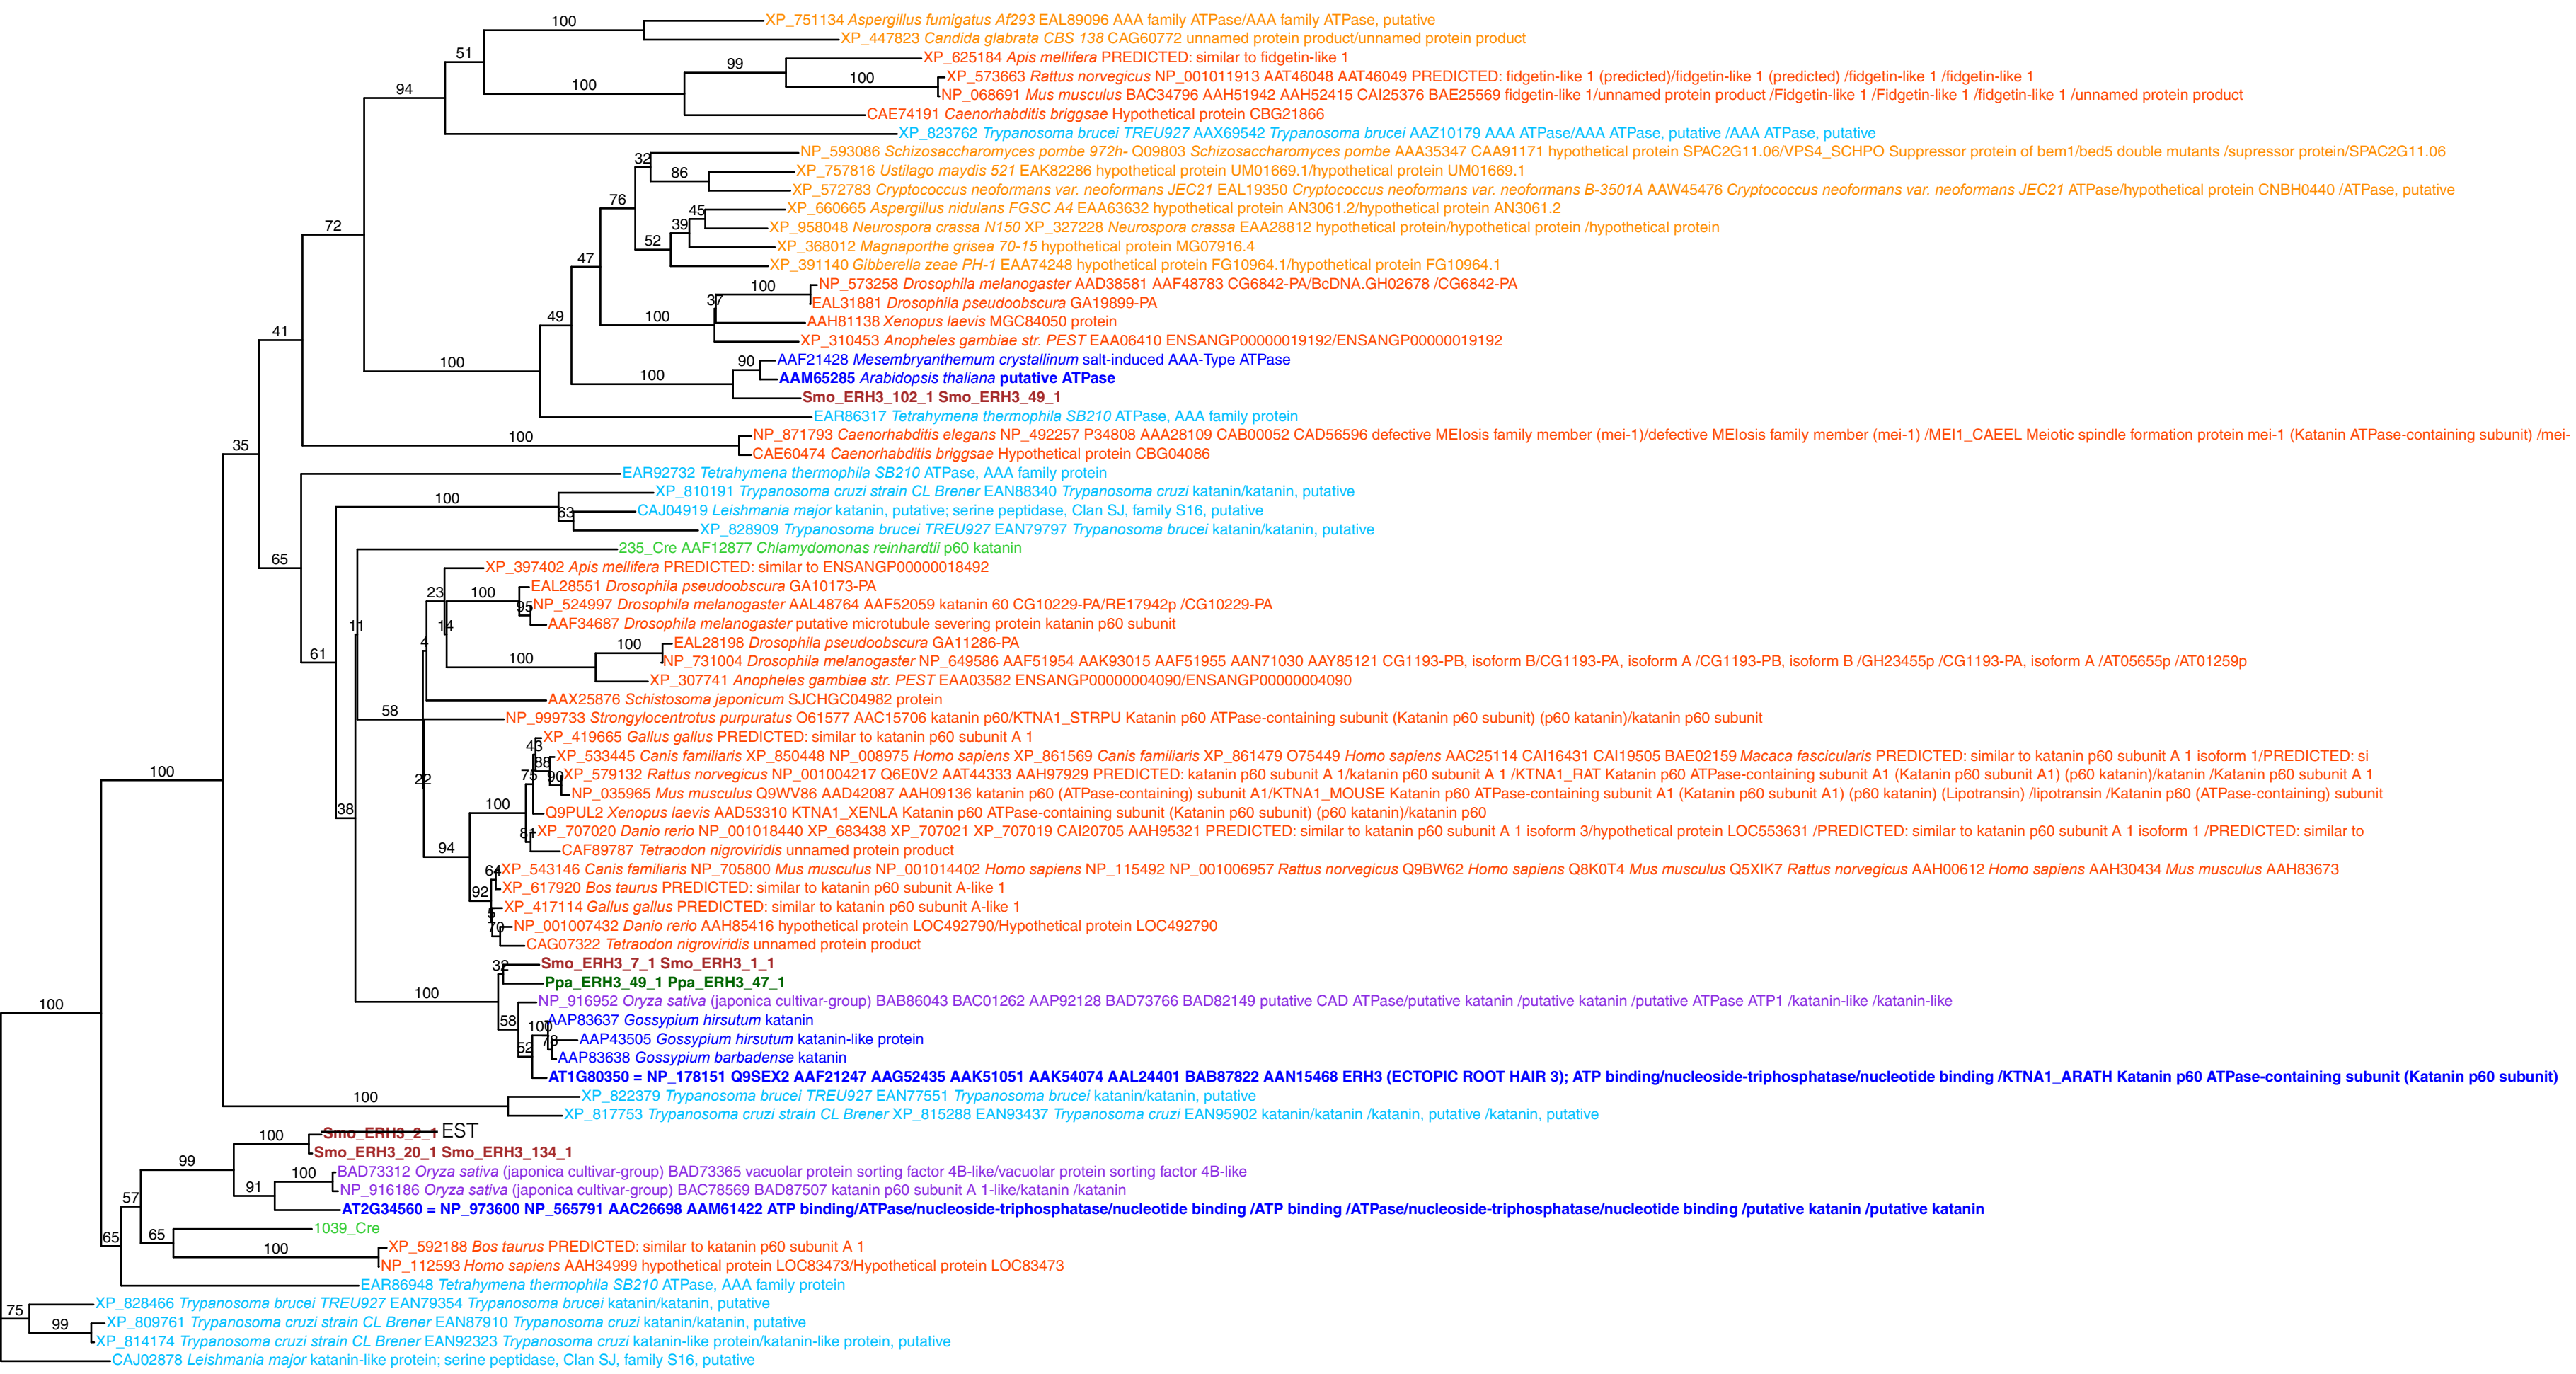 100
XP_751134 Aspergillus fumigatus Af293 EAL89096 AAA family ATPase/AAA family ATPase, putative
XP_447823 Candida glabrata CBS 138 CAG60772 unnamed protein product/unnamed protein product
51
XP_625184 Apis mellifera PREDICTED: similar to fidgetin-like 1
99
100
XP_573663 Rattus norvegicus NP_001011913 AAT46048 AAT46049 PREDICTED: fidgetin-like 1 (predicted)/fidgetin-like 1 (predicted) /fidgetin-like 1 /fidgetin-like 1
100
94
NP_068691 Mus musculus BAC34796 AAH51942 AAH52415 CAI25376 BAE25569 fidgetin-like 1/unnamed protein product /Fidgetin-like 1 /Fidgetin-like 1 /fidgetin-like 1 /unnamed protein product
CAE74191 Caenorhabditis briggsae Hypothetical protein CBG21866
XP_823762 Trypanosoma brucei TREU927 AAX69542 Trypanosoma brucei AAZ10179 AAA ATPase/AAA ATPase, putative /AAA ATPase, putative
32
NP_593086 Schizosaccharomyces pombe 972h- Q09803 Schizosaccharomyces pombe AAA35347 CAA91171 hypothetical protein SPAC2G11.06/VPS4_SCHPO Suppressor protein of bem1/bed5 double mutants /supressor protein/SPAC2G11.06
86
XP_757816 Ustilago maydis 521 EAK82286 hypothetical protein UM01669.1/hypothetical protein UM01669.1
XP_572783 Cryptococcus neoformans var. neoformans JEC21 EAL19350 Cryptococcus neoformans var. neoformans B-3501A AAW45476 Cryptococcus neoformans var. neoformans JEC21 ATPase/hypothetical protein CNBH0440 /ATPase, putative
76
45
XP_660665 Aspergillus nidulans FGSC A4 EAA63632 hypothetical protein AN3061.2/hypothetical protein AN3061.2
72
39
XP_958048 Neurospora crassa N150 XP_327228 Neurospora crassa EAA28812 hypothetical protein/hypothetical protein /hypothetical protein
52
XP_368012 Magnaporthe grisea 70-15 hypothetical protein MG07916.4
47
XP_391140 Gibberella zeae PH-1 EAA74248 hypothetical protein FG10964.1/hypothetical protein FG10964.1
100
NP_573258 Drosophila melanogaster AAD38581 AAF48783 CG6842-PA/BcDNA.GH02678 /CG6842-PA
37
EAL31881 Drosophila pseudoobscura GA19899-PA
49
100
AAH81138 Xenopus laevis MGC84050 protein
41
XP_310453 Anopheles gambiae str. PEST EAA06410 ENSANGP00000019192/ENSANGP00000019192
100
90
AAF21428 Mesembryanthemum crystallinum salt-induced AAA-Type ATPase
100
AAM65285 Arabidopsis thaliana putative ATPase
Smo_ERH3_102_1 Smo_ERH3_49_1
EAR86317 Tetrahymena thermophila SB210 ATPase, AAA family protein
100
NP_871793 Caenorhabditis elegans NP_492257 P34808 AAA28109 CAB00052 CAD56596 defective MEIosis family member (mei-1)/defective MEIosis family member (mei-1) /MEI1_CAEEL Meiotic spindle formation protein mei-1 (Katanin ATPase-containing subunit) /mei-
35
CAE60474 Caenorhabditis briggsae Hypothetical protein CBG04086
EAR92732 Tetrahymena thermophila SB210 ATPase, AAA family protein
100
XP_810191 Trypanosoma cruzi strain CL Brener EAN88340 Trypanosoma cruzi katanin/katanin, putative
63
CAJ04919 Leishmania major katanin, putative; serine peptidase, Clan SJ, family S16, putative
XP_828909 Trypanosoma brucei TREU927 EAN79797 Trypanosoma brucei katanin/katanin, putative
65
235_Cre AAF12877 Chlamydomonas reinhardtii p60 katanin
XP_397402 Apis mellifera PREDICTED: similar to ENSANGP00000018492
23
100
EAL28551 Drosophila pseudoobscura GA10173-PA
95
NP_524997 Drosophila melanogaster AAL48764 AAF52059 katanin 60 CG10229-PA/RE17942p /CG10229-PA
11
14
AAF34687 Drosophila melanogaster putative microtubule severing protein katanin p60 subunit
4
100
EAL28198 Drosophila pseudoobscura GA11286-PA
61
100
NP_731004 Drosophila melanogaster NP_649586 AAF51954 AAK93015 AAF51955 AAN71030 AAY85121 CG1193-PB, isoform B/CG1193-PA, isoform A /CG1193-PB, isoform B /GH23455p /CG1193-PA, isoform A /AT05655p /AT01259p
XP_307741 Anopheles gambiae str. PEST EAA03582 ENSANGP00000004090/ENSANGP00000004090
AAX25876 Schistosoma japonicum SJCHGC04982 protein
58
NP_999733 Strongylocentrotus purpuratus O61577 AAC15706 katanin p60/KTNA1_STRPU Katanin p60 ATPase-containing subunit (Katanin p60 subunit) (p60 katanin)/katanin p60 subunit
43
XP_419665 Gallus gallus PREDICTED: similar to katanin p60 subunit A 1
88
XP_533445 Canis familiaris XP_850448 NP_008975 Homo sapiens XP_861569 Canis familiaris XP_861479 O75449 Homo sapiens AAC25114 CAI16431 CAI19505 BAE02159 Macaca fascicularis PREDICTED: similar to katanin p60 subunit A 1 isoform 1/PREDICTED: si
100
22
75
90
XP_579132 Rattus norvegicus NP_001004217 Q6E0V2 AAT44333 AAH97929 PREDICTED: katanin p60 subunit A 1/katanin p60 subunit A 1 /KTNA1_RAT Katanin p60 ATPase-containing subunit A1 (Katanin p60 subunit A1) (p60 katanin)/katanin /Katanin p60 subunit A 1
NP_035965 Mus musculus Q9WV86 AAD42087 AAH09136 katanin p60 (ATPase-containing) subunit A1/KTNA1_MOUSE Katanin p60 ATPase-containing subunit A1 (Katanin p60 subunit A1) (p60 katanin) (Lipotransin) /lipotransin /Katanin p60 (ATPase-containing) subunit
38
100
Q9PUL2 Xenopus laevis AAD53310 KTNA1_XENLA Katanin p60 ATPase-containing subunit (Katanin p60 subunit) (p60 katanin)/katanin p60
XP_707020 Danio rerio NP_001018440 XP_683438 XP_707021 XP_707019 CAI20705 AAH95321 PREDICTED: similar to katanin p60 subunit A 1 isoform 3/hypothetical protein LOC553631 /PREDICTED: similar to katanin p60 subunit A 1 isoform 1 /PREDICTED: similar to
94
CAF89787 Tetraodon nigroviridis unnamed protein product
64
XP_543146 Canis familiaris NP_705800 Mus musculus NP_001014402 Homo sapiens NP_115492 NP_001006957 Rattus norvegicus Q9BW62 Homo sapiens Q8K0T4 Mus musculus Q5XIK7 Rattus norvegicus AAH00612 Homo sapiens AAH30434 Mus musculus AAH83673
92
XP_617920 Bos taurus PREDICTED: similar to katanin p60 subunit A-like 1
XP_417114 Gallus gallus PREDICTED: similar to katanin p60 subunit A-like 1
70
NP_001007432 Danio rerio AAH85416 hypothetical protein LOC492790/Hypothetical protein LOC492790
CAG07322 Tetraodon nigroviridis unnamed protein product
32
Smo_ERH3_7_1 Smo_ERH3_1_1
Ppa_ERH3_49_1 Ppa_ERH3_47_1
100
100
NP_916952 Oryza sativa (japonica cultivar-group) BAB86043 BAC01262 AAP92128 BAD73766 BAD82149 putative CAD ATPase/putative katanin /putative katanin /putative ATPase ATP1 /katanin-like /katanin-like
58
100
AAP83637 Gossypium hirsutum katanin
52
78
AAP43505 Gossypium hirsutum katanin-like protein
AAP83638 Gossypium barbadense katanin
AT1G80350 = NP_178151 Q9SEX2 AAF21247 AAG52435 AAK51051 AAK54074 AAL24401 BAB87822 AAN15468 ERH3 (ECTOPIC ROOT HAIR 3); ATP binding/nucleoside-triphosphatase/nucleotide binding /KTNA1_ARATH Katanin p60 ATPase-containing subunit (Katanin p60 subunit)
100
XP_822379 Trypanosoma brucei TREU927 EAN77551 Trypanosoma brucei katanin/katanin, putative
XP_817753 Trypanosoma cruzi strain CL Brener XP_815288 EAN93437 Trypanosoma cruzi EAN95902 katanin/katanin /katanin, putative /katanin, putative
100
Smo_ERH3_2_1 EST
Smo_ERH3_20_1 Smo_ERH3_134_1
99
100
BAD73312 Oryza sativa (japonica cultivar-group) BAD73365 vacuolar protein sorting factor 4B-like/vacuolar protein sorting factor 4B-like
57
91
NP_916186 Oryza sativa (japonica cultivar-group) BAC78569 BAD87507 katanin p60 subunit A 1-like/katanin /katanin
AT2G34560 = NP_973600 NP_565791 AAC26698 AAM61422 ATP binding/ATPase/nucleoside-triphosphatase/nucleotide binding /ATP binding /ATPase/nucleoside-triphosphatase/nucleotide binding /putative katanin /putative katanin
65
65
1039_Cre
100
XP_592188 Bos taurus PREDICTED: similar to katanin p60 subunit A 1
NP_112593 Homo sapiens AAH34999 hypothetical protein LOC83473/Hypothetical protein LOC83473
EAR86948 Tetrahymena thermophila SB210 ATPase, AAA family protein
75
XP_828466 Trypanosoma brucei TREU927 EAN79354 Trypanosoma brucei katanin/katanin, putative
99
XP_809761 Trypanosoma cruzi strain CL Brener EAN87910 Trypanosoma cruzi katanin/katanin, putative
XP_814174 Trypanosoma cruzi strain CL Brener EAN92323 Trypanosoma cruzi katanin-like protein/katanin-like protein, putative
CAJ02878 Leishmania major katanin-like protein; serine peptidase, Clan SJ, family S16, putative